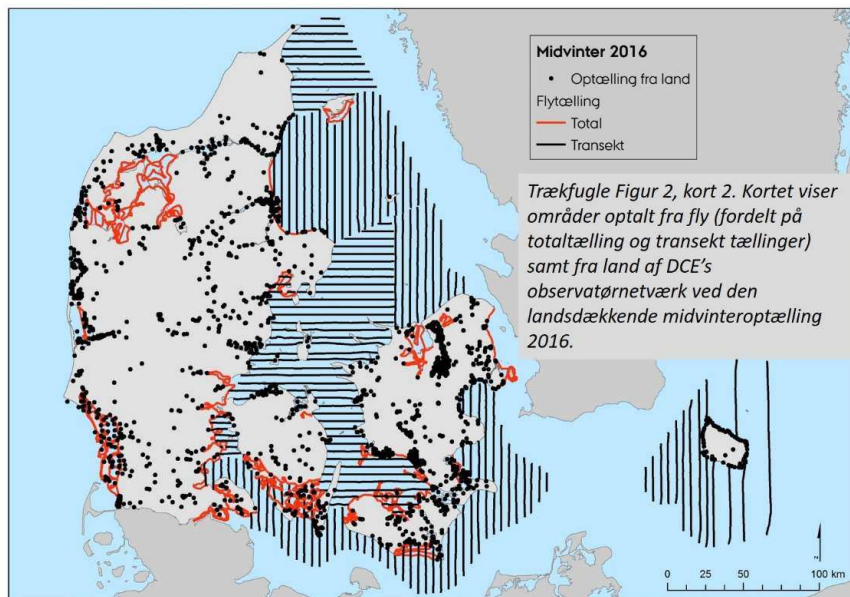 Midvinter 2016
Optælling fra land
Flytælling
Total
Transekt
Trækfugle Figur 2, kort 2. Kortet viser
områder optalt fra fly (fordelt på
totaltælling og transekt tællinger)
samt fra land af DCE's
observatørnetværk ved den
landsdækkende midvinteroptælling
2016.
0 25 50 100 km